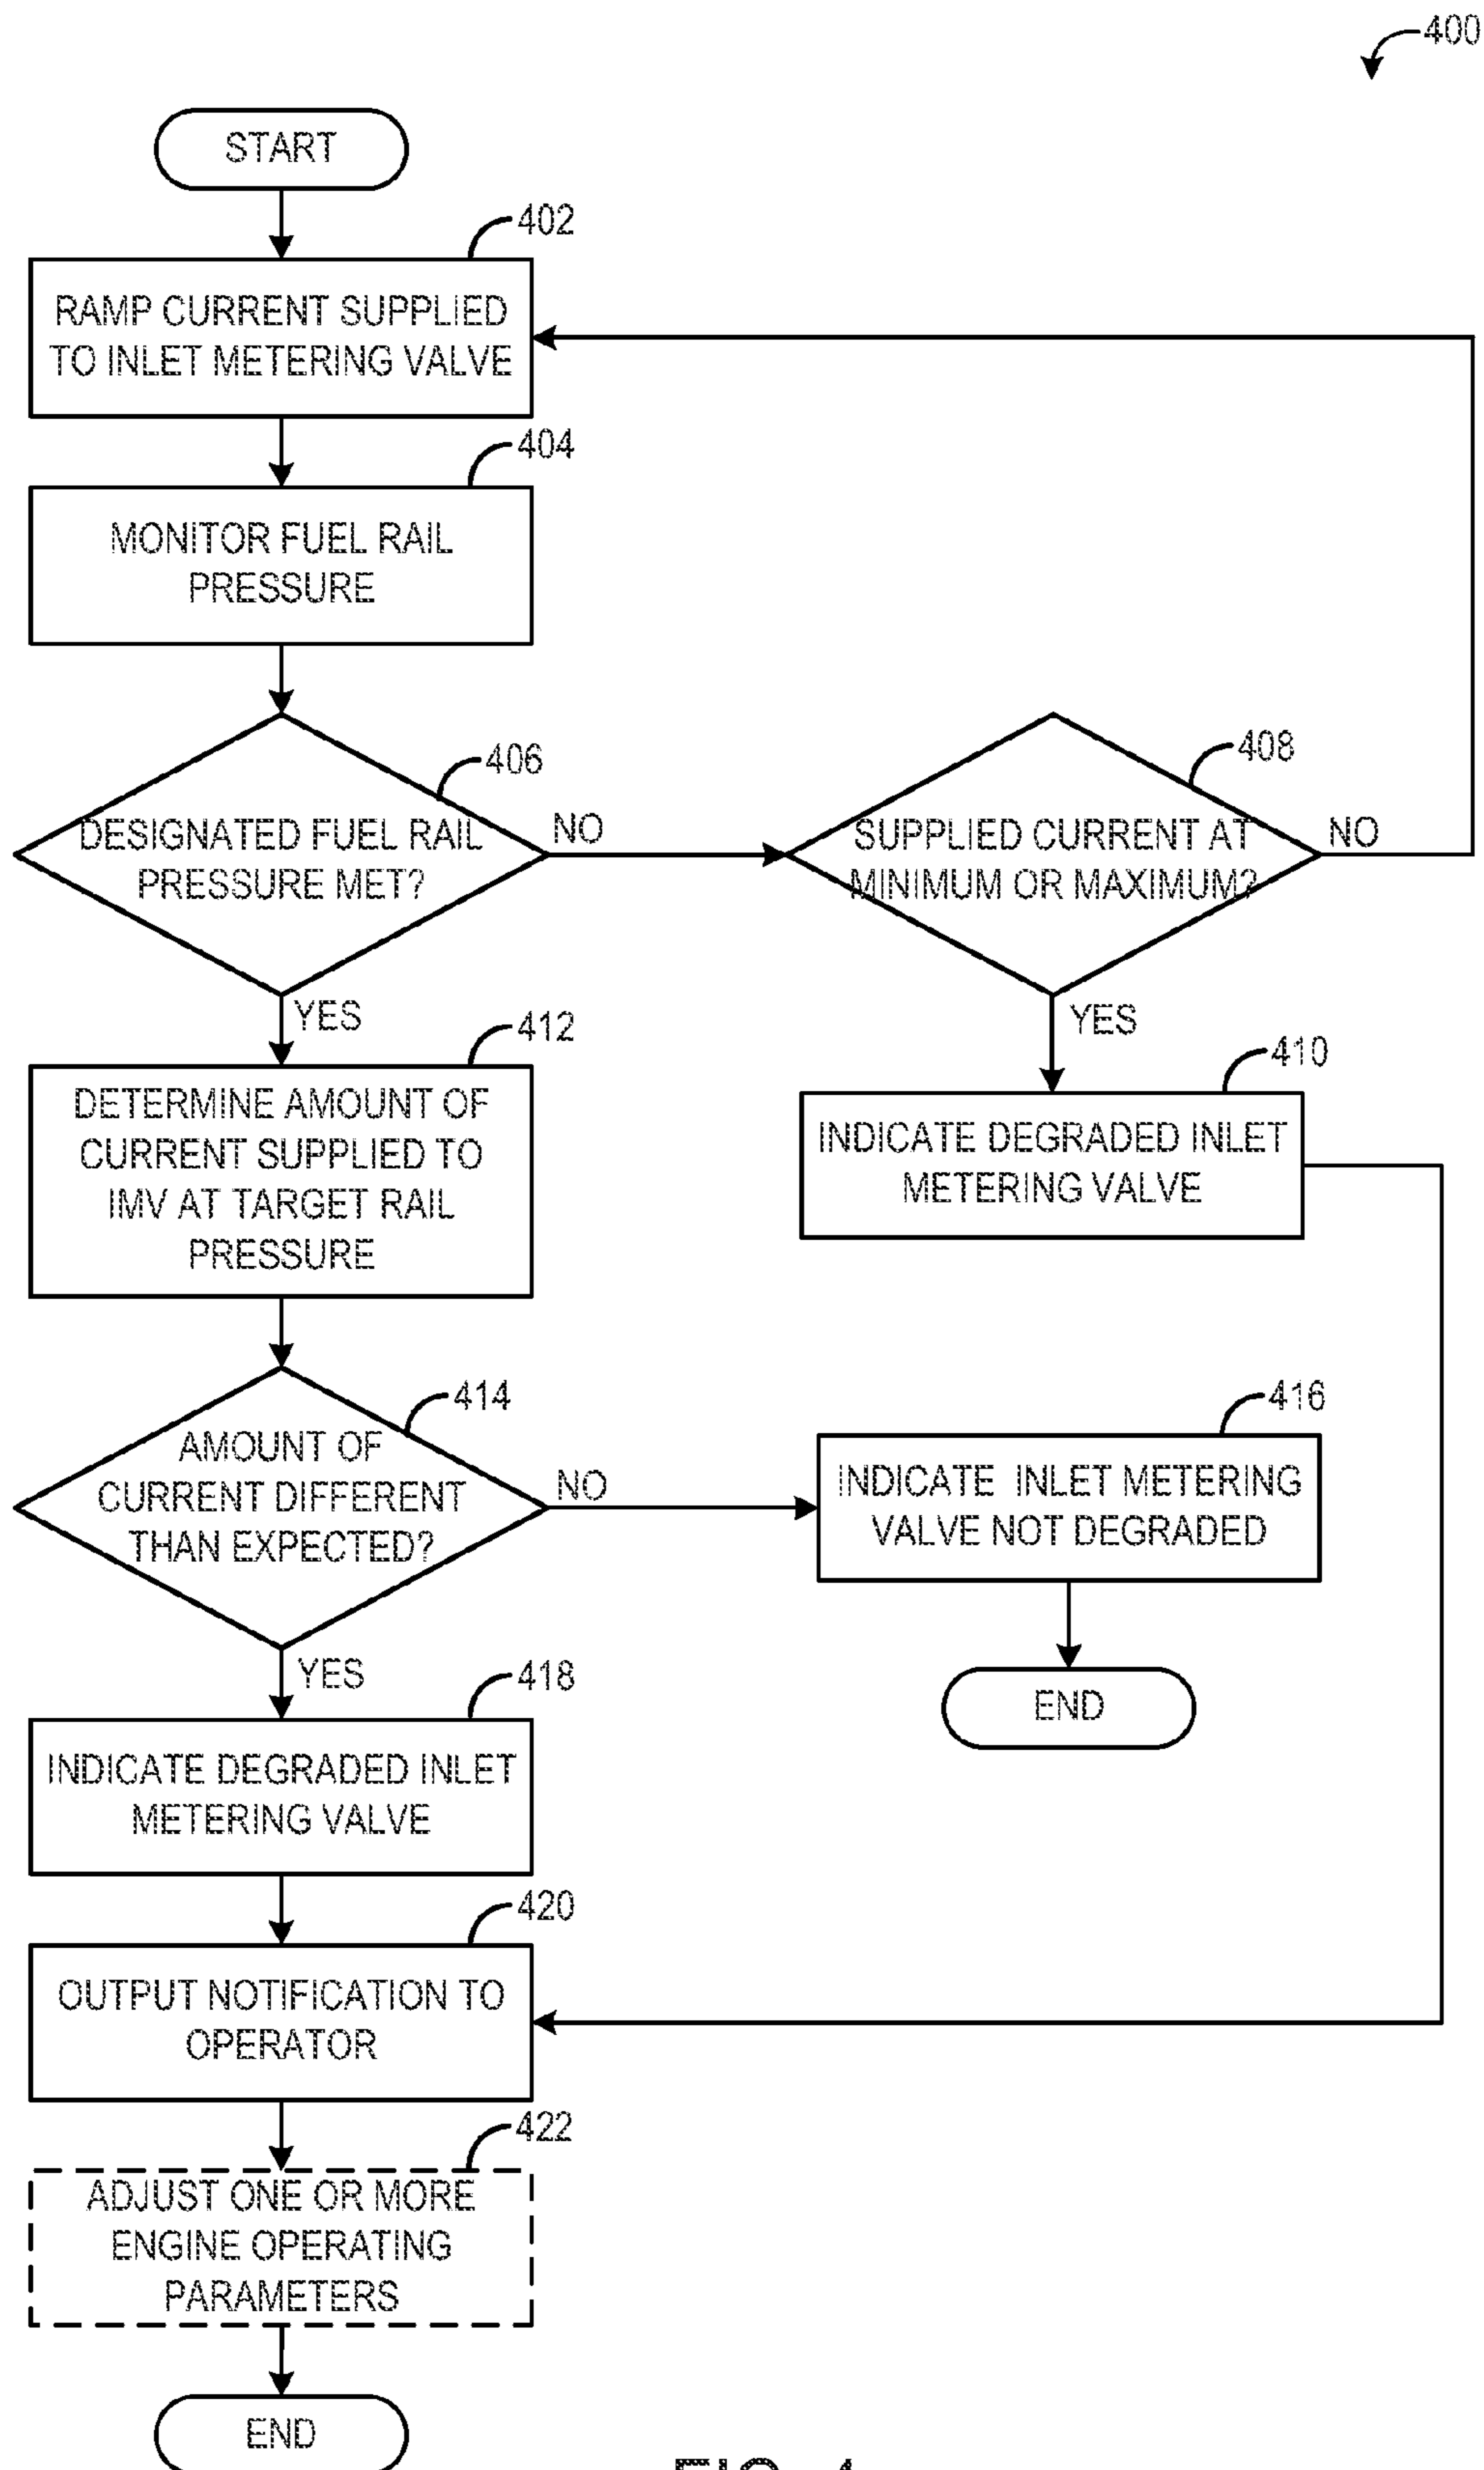 400
START
402
RAMP CURRENT SUPPLIED
TO INLET METERING VALVE
404
MONITOR FUEL RAIL
PRESSURE
406
DESIGNATED FUEL RAIL
PRESSURE MET?
NO
408
SUPPLIED CURRENT AT
MINIMUM OR MAXIMUM?
NO
YES
YES
412
DETERMINE AMOUNT OF
CURRENT SUPPLIED TO
IMV AT TARGET RAIL
PRESSURE
410
INDICATE DEGRADED INLET
METERING VALVE
414
AMOUNT OF
CURRENT DIFFERENT
THAN EXPECTED?
NO
416
INDICATE INLET METERING
VALVE NOT DEGRADED
END
YES
418
INDICATE DEGRADED INLET
METERING VALVE
420
OUTPUT NOTIFICATION TO
OPERATOR
422
ADJUST ONE OR MORE
ENGINE OPERATING
PARAMETERS
END